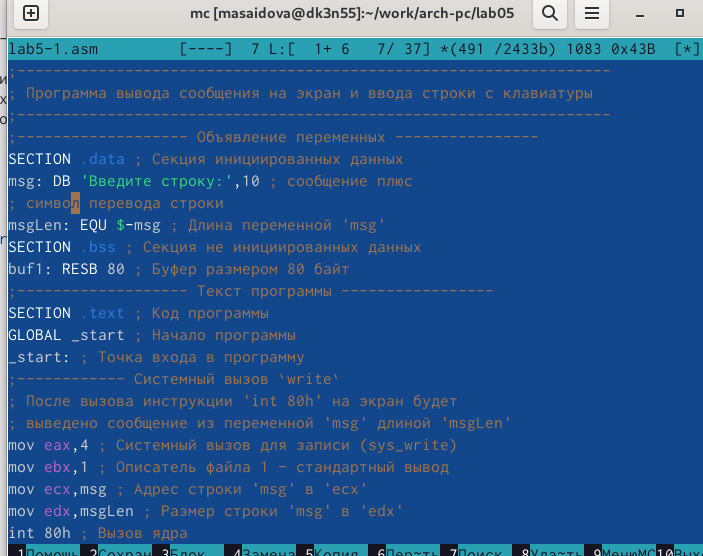 mc [masaidova@dk3n55]:~/work/arch-pc/lab05
lab5-1.asm [----] 7 L:[ 1+ 6 7/ 37] *(491 /2433b) 1083 0x43B [*]
;------------------------------------------------------------------
; Программа вывода сообщения на экран и ввода строки с клавиатуры
;------------------------------------------------------------------
;------------------- Объявление переменных ----------------
SECTION .data ; Секция инициированных данных
msg: DB 'Введите строку:',10 ; сообщение плюс
; символ перевода строки
msgLen: EQU $-msg ; Длина переменной 'msg'
SECTION .bss ; Секция не инициированных данных
buf1: RESB 80 ; Буфер размером 80 байт
;------------------- Текст программы -----------------
SECTION .text ; Код программы
GLOBAL _start ; Начало программы
_start: ; Точка входа в программу
;------------ Системный вызов `write`
; После вызова инструкции 'int 80h' на экран будет
; выведено сообщение из переменной 'msg' длиной 'msgLen'
mov eax,4 ; Системный вызов для записи (sys_write)
mov ebx,1 ; Описатель файла 1 - стандартный вывод
mov ecx,msg ; Адрес строки 'msg' в 'ecx'
mov edx,msgLen ; Размер строки 'msg' в 'edx'
int 80h ; Вызов ядра
1Помощь 2Сохран 3Блок 4Замена 5Копия 6Пер~ть 7Поиск 8Уда~ть 9МенюMC 10Вых